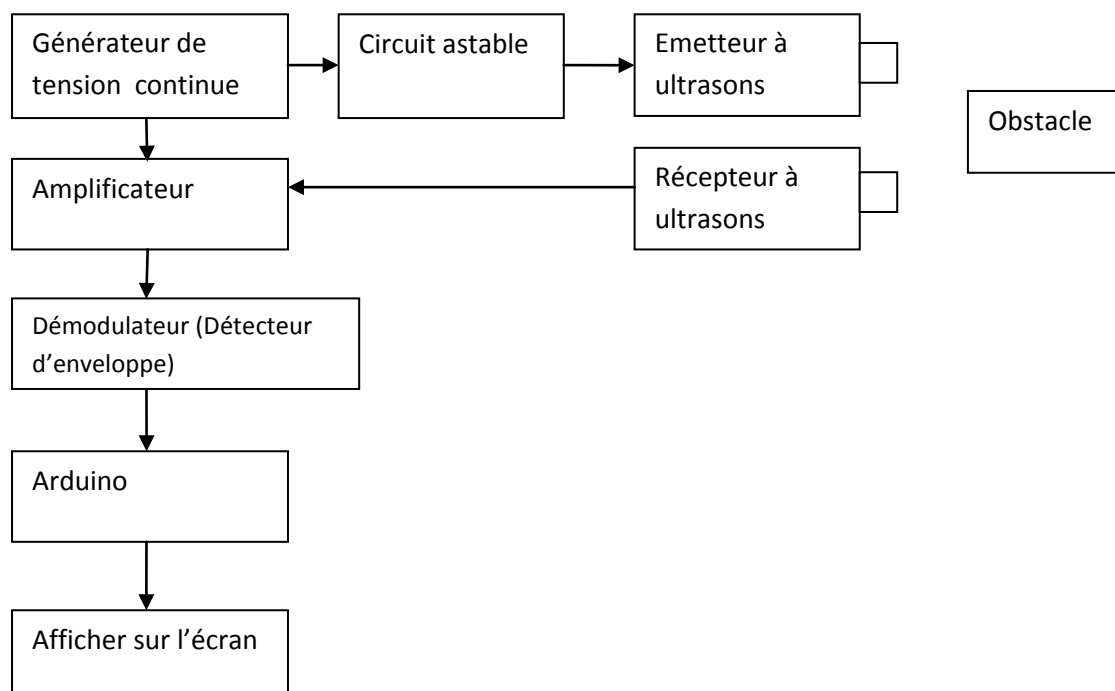 Générateur de
tension continue
Circuit astable
Emetteur à
ultrasons
Obstacle
Amplificateur
Récepteur à
ultrasons
Démodulateur (Détecteur
d’enveloppe)
Arduino
Afficher sur l’écran